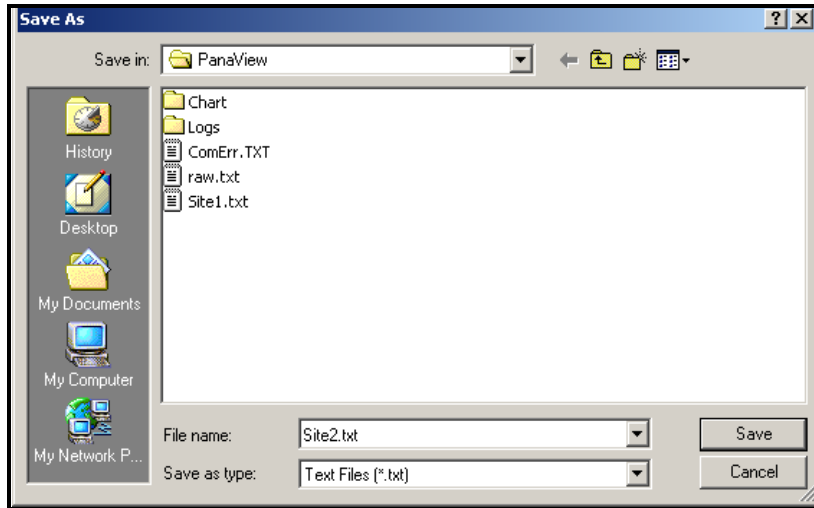 Save As
Save in: PanaView
Chart
Logs
ComErr.TXT
raw.txt
Site1.txt
History
Desktop
My Documents
My Computer
My Network P...
File name: Site2.txt Save
Save as type: Text Files (*.txt) Cancel